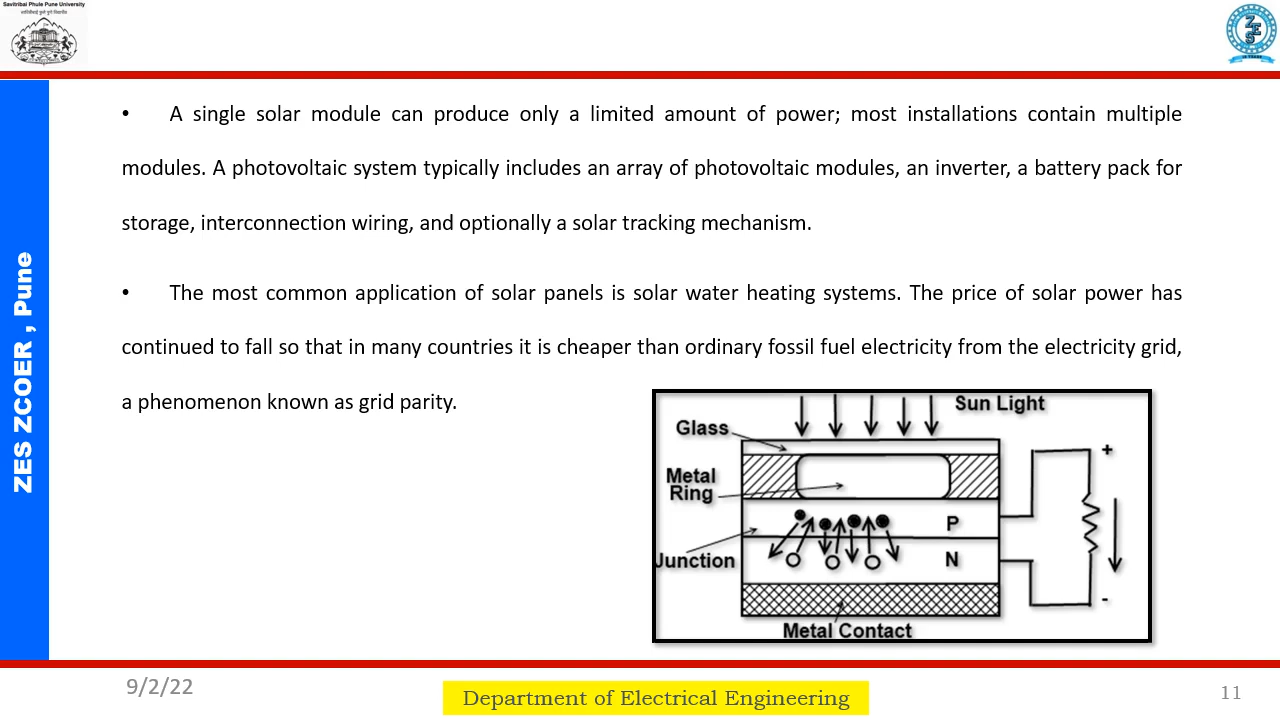 Savitribai Phule Pune University
ZES
• A single solar module can produce only a limited amount of power; most installations contain multiple
modules. A photovoltaic system typically includes an array of photovoltaic modules, an inverter, a battery pack for
storage, interconnection wiring, and optionally a solar tracking mechanism.
• The most common application of solar panels is solar water heating systems. The price of solar power has
continued to fall so that in many countries it is cheaper than ordinary fossil fuel electricity from the electricity grid,
a phenomenon known as grid parity.
ZES ZCOER , Pune
Sun Light
Glass
+
Metal
Ring
P
Junction
N
-
Metal Contact
9/2/22
Department of Electrical Engineering
11